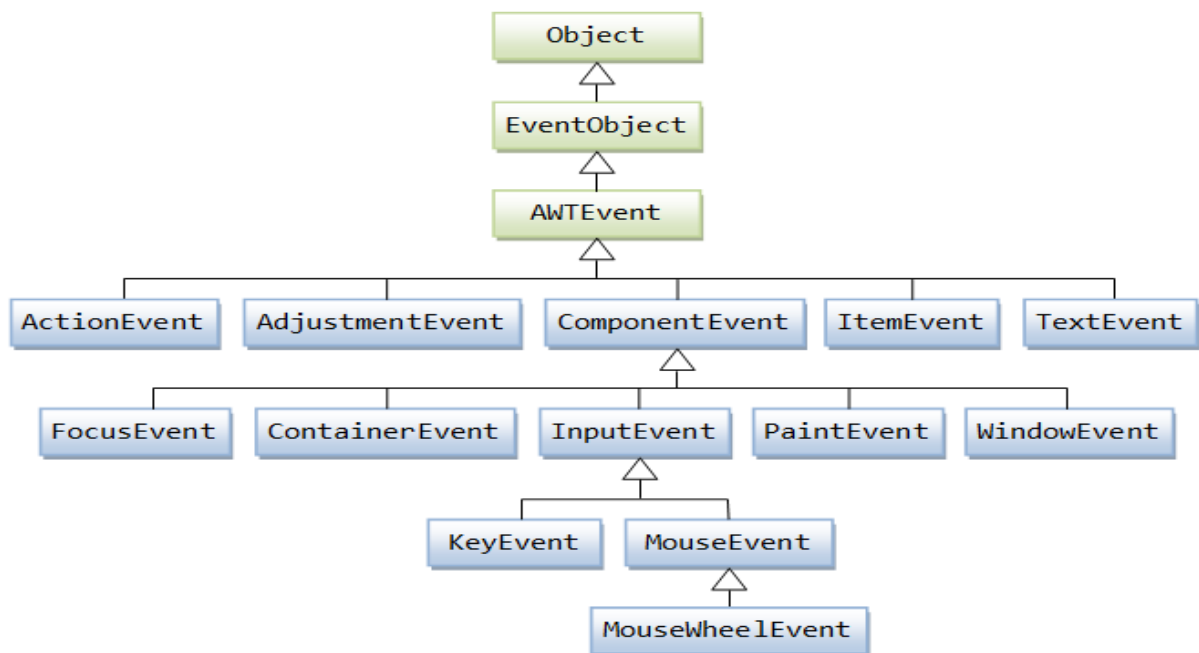 Object
EventObject
AWTEvent
ActionEvent
AdjustmentEvent
ComponentEvent
ItemEvent
TextEvent
FocusEvent
ContainerEvent
InputEvent
PaintEvent
WindowEvent
KeyEvent
MouseEvent
MouseWheelEvent